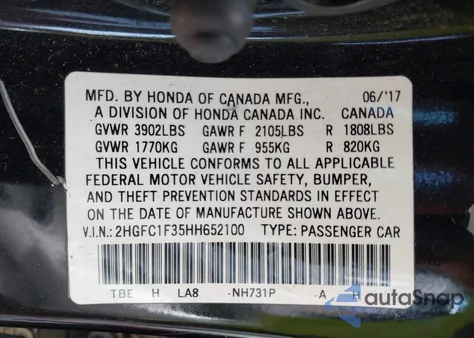 MFD. BY HONDA OF CANADA MFG., 06/'17
A DIVISION OF HONDA CANADA INC. CANADA
GVWR 3902LBS GAWR F 2105LBS R 1808LBS
GVWR 1770KG GAWR F 955KG R 820KG
THIS VEHICLE CONFORMS TO ALL APPLICABLE
FEDERAL MOTOR VEHICLE SAFETY, BUMPER,
AND THEFT PREVENTION STANDARDS IN EFFECT
ON THE DATE OF MANUFACTURE SHOWN ABOVE.
V.I.N.: 2HGFC1F35HH652100 TYPE: PASSENGER CAR
TBE H LA8 -NH731P -A H
autaSnap